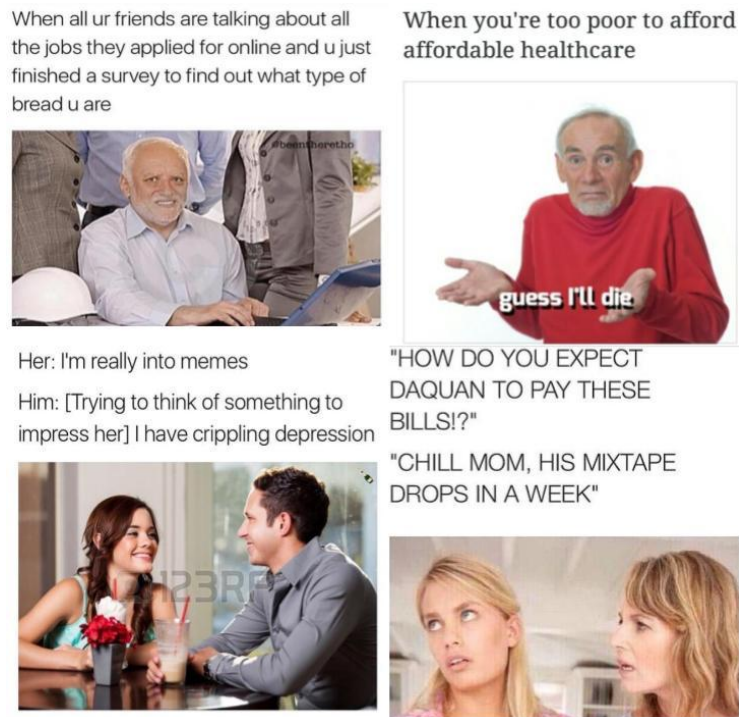 When all ur friends are talking about all
the jobs they applied for online and u just
finished a survey to find out what type of
bread u are
@beentheretho
When you're too poor to afford
affordable healthcare
guess I'll die
Her: I'm really into memes
Him: [Trying to think of something to
impress her] I have crippling depression
123RF
"HOW DO YOU EXPECT
DAQUAN TO PAY THESE
BILLS!?"
"CHILL MOM, HIS MIXTAPE
DROPS IN A WEEK"